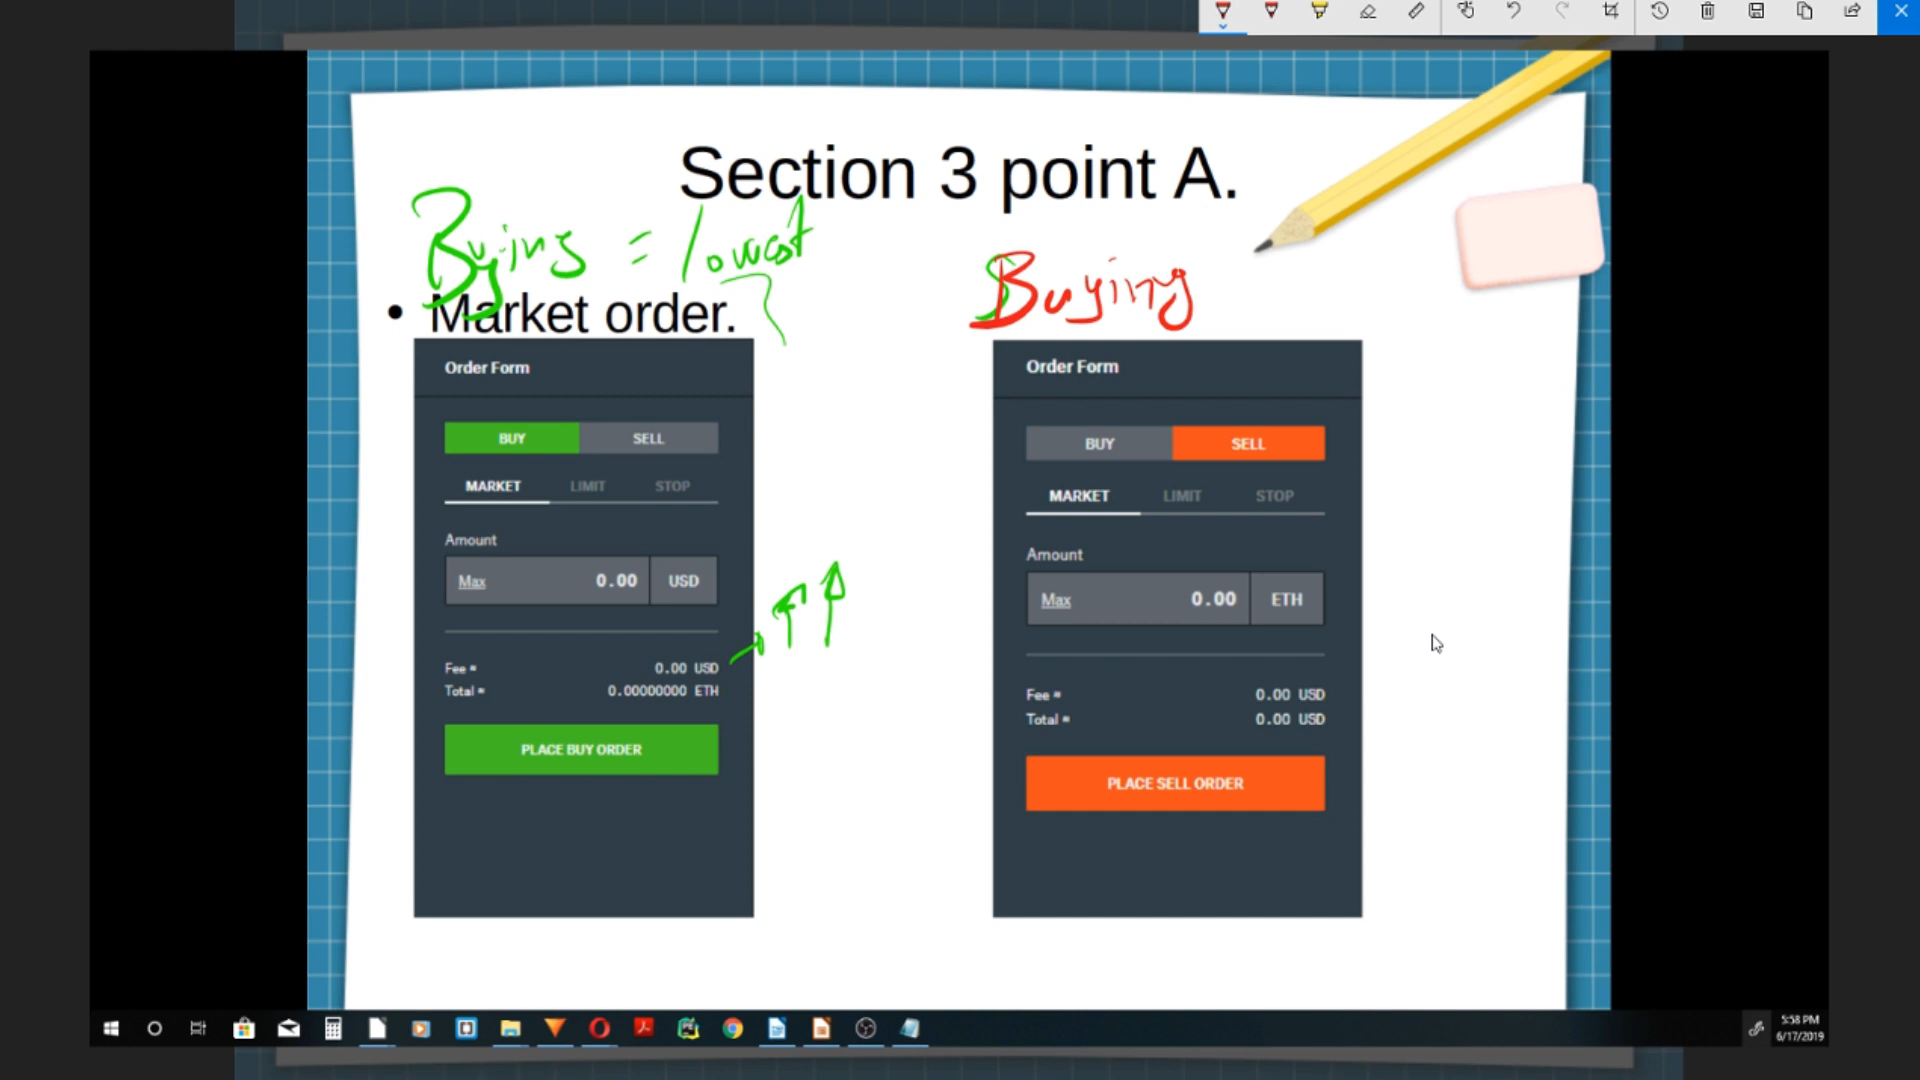 Section 3 point A.
Buying = lowest
Buying
• Market order.
Order Form
BUY SELL
MARKET LIMIT STOP
Amount
Max 0.00 USD
Fee ≈ 0.00 USD
Total ≈ 0.00000000 ETH
PLACE BUY ORDER
Order Form
BUY SELL
MARKET LIMIT STOP
Amount
Max 0.00 ETH
Fee ≈ 0.00 USD
Total ≈ 0.00 USD
PLACE SELL ORDER
5:58 PM
6/17/2019